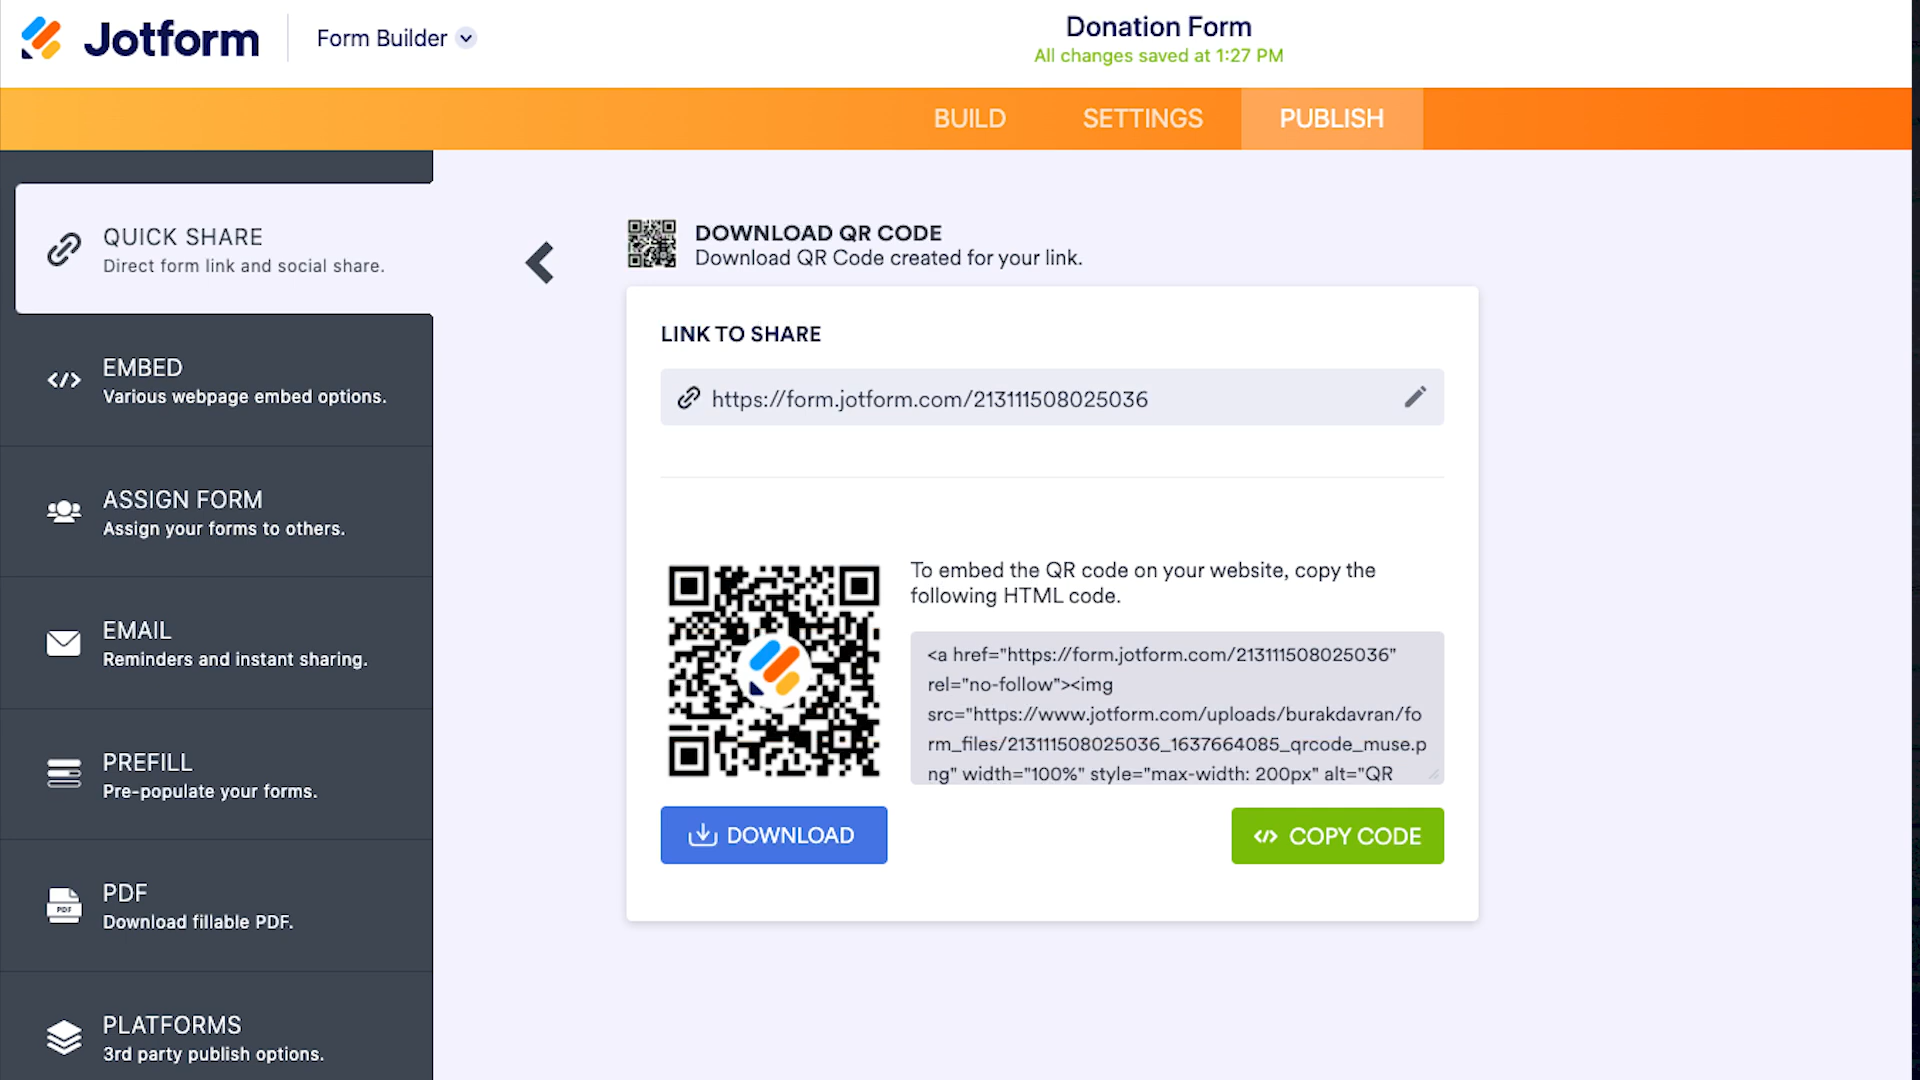 Jotform
Form Builder
Donation Form
All changes saved at 1:27 PM
BUILD
SETTINGS
PUBLISH
QUICK SHARE
Direct form link and social share.
EMBED
Various webpage embed options.
ASSIGN FORM
Assign your forms to others.
EMAIL
Reminders and instant sharing.
PREFILL
Pre-populate your forms.
PDF
PDF
Download fillable PDF.
PLATFORMS
3rd party publish options.
DOWNLOAD QR CODE
Download QR Code created for your link.
LINK TO SHARE
https://form.jotform.com/213111508025036
To embed the QR code on your website, copy the
following HTML code.
<a href="https://form.jotform.com/213111508025036"
rel="no-follow"><img
src="https://www.jotform.com/uploads/burakdavran/fo
rm_files/213111508025036_1637664085_qrcode_muse.p
ng" width="100%" style="max-width: 200px" alt="QR
DOWNLOAD
</> COPY CODE